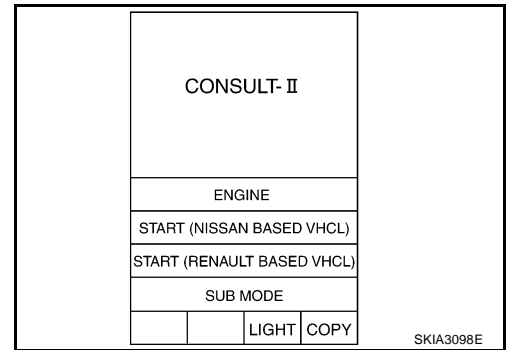 CONSULT-II
ENGINE
START (NISSAN BASED VHCL)
START (RENAULT BASED VHCL)
SUB MODE
LIGHT COPY
SKIA3098E